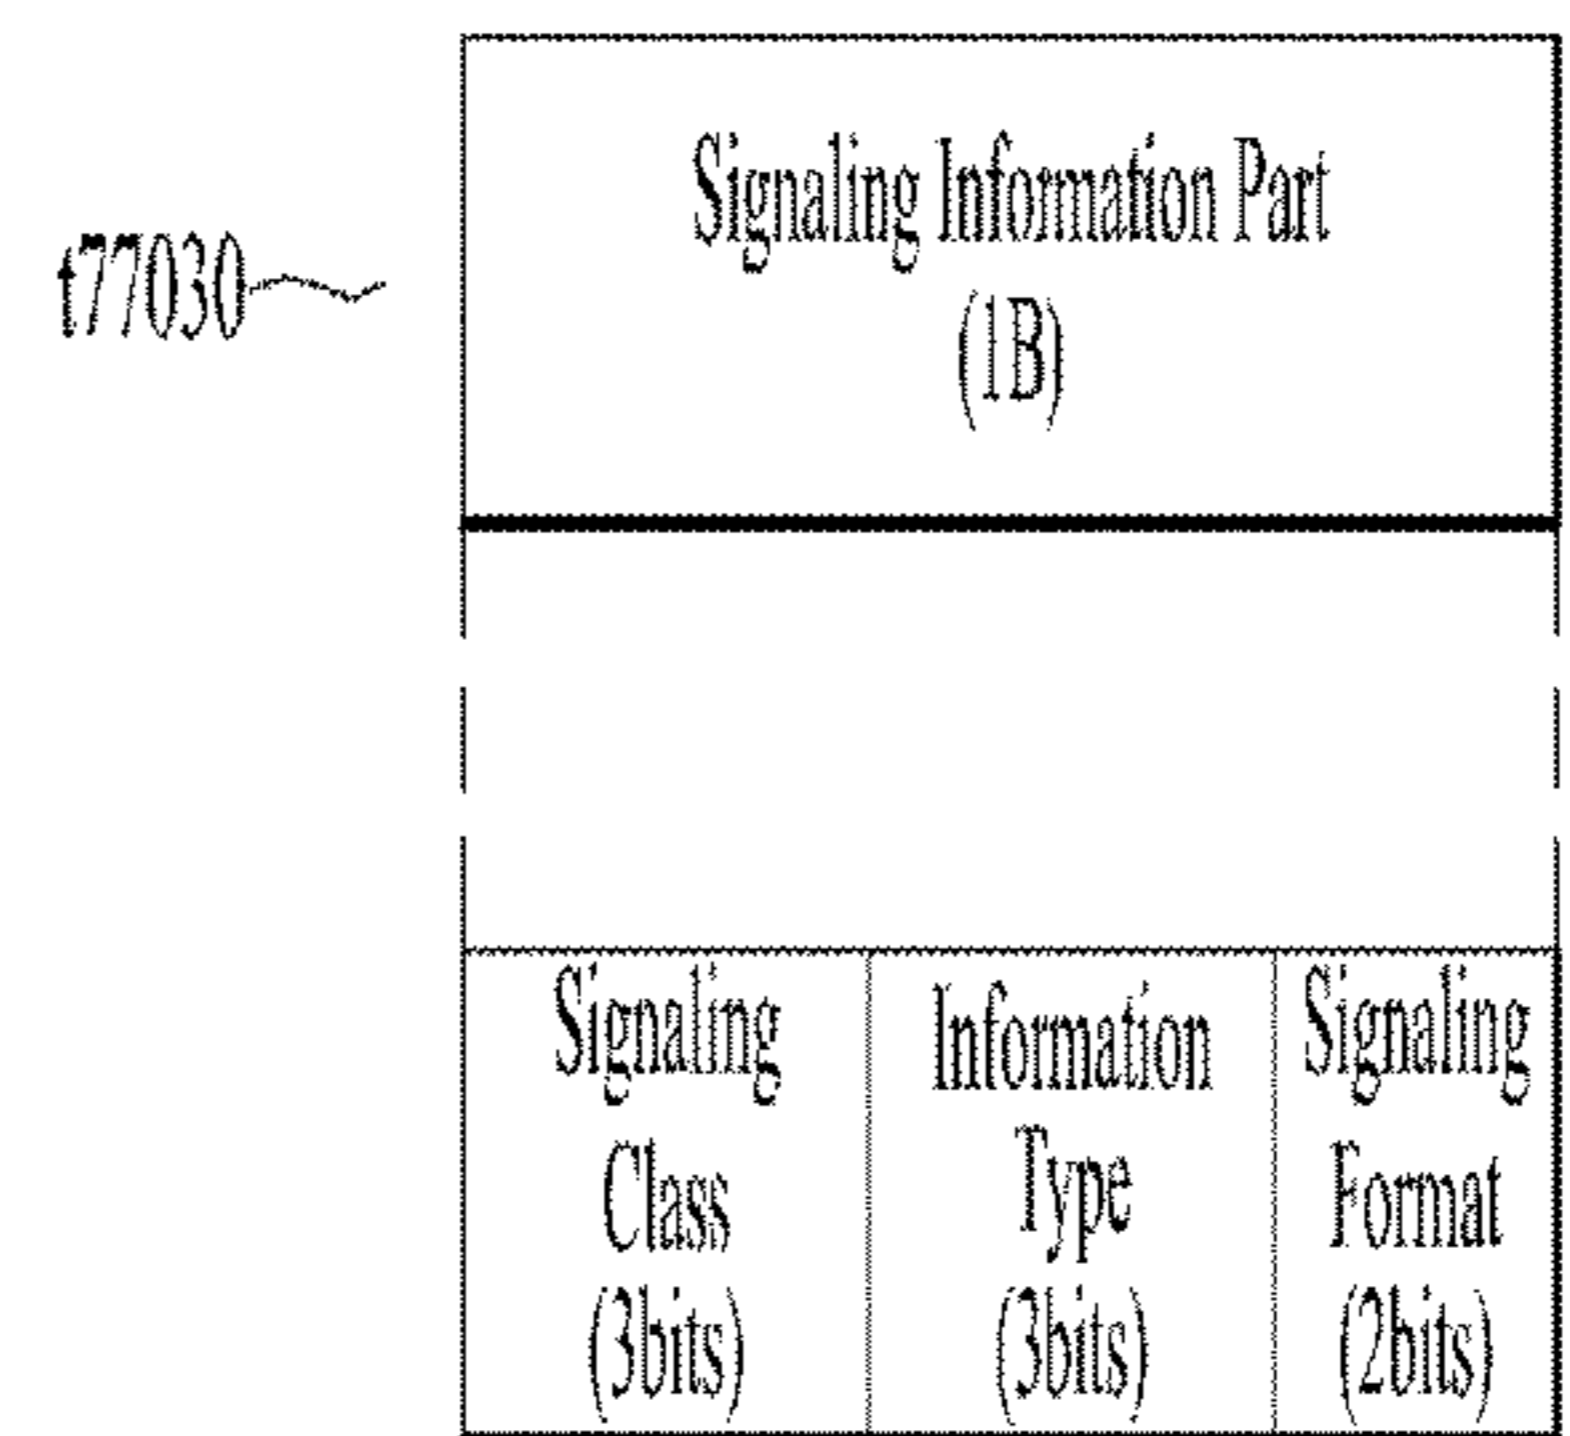 Signaling Information Part
(1B)
t77030
Signaling
Class
(3bits)
Information
Type
(3bits)
Signaling
Format
(2bits)